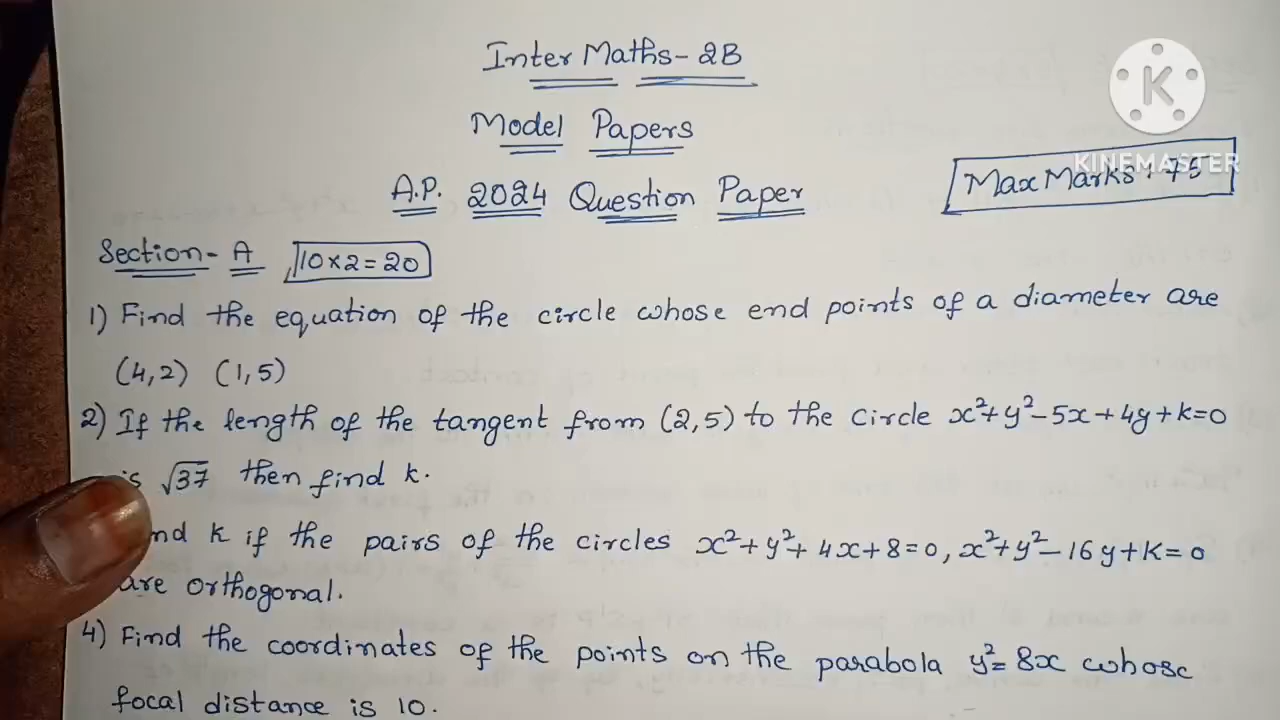 Inter Maths-2B
Model Papers
K
KINEMASTER
A.P. 2024 Question Paper
Max Marks: 75
Section-A 10×2=20
1) Find the equation of the circle whose end points of a diameter are
(4,2) (1,5)
2) If the length of the tangent from (2,5) to the circle x²+y²-5x+4y+k=0
is √37 then find k.
k if the pairs of the circles x²+y²+4x+8=0, x²+y²-16y+k=0
are orthogonal.
4) Find the coordinates of the points on the parabola y²=8x whose
focal distance is 10.